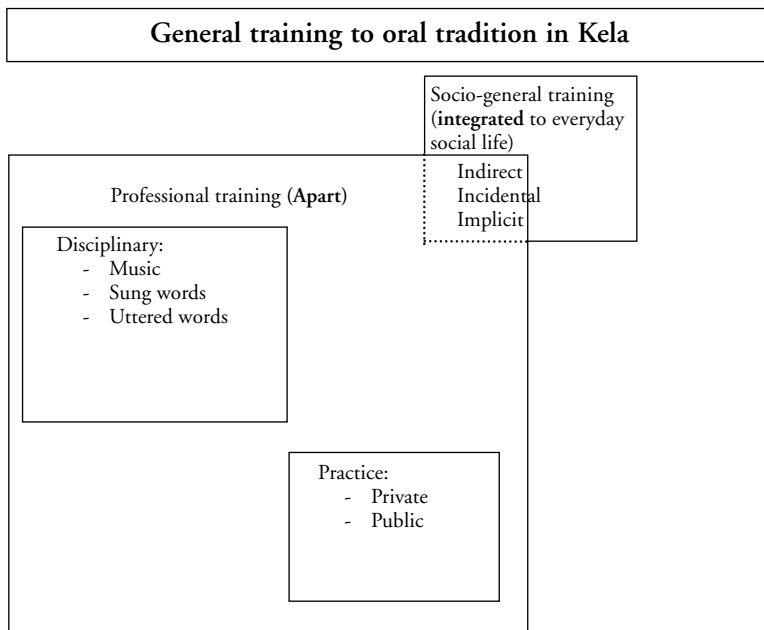 General training to oral tradition in Kela
Socio-general training
(integrated to everyday
social life)
Indirect
Incidental
Implicit
Professional training (Apart)
Disciplinary:
- Music
- Sung words
- Uttered words
Practice:
- Private
- Public